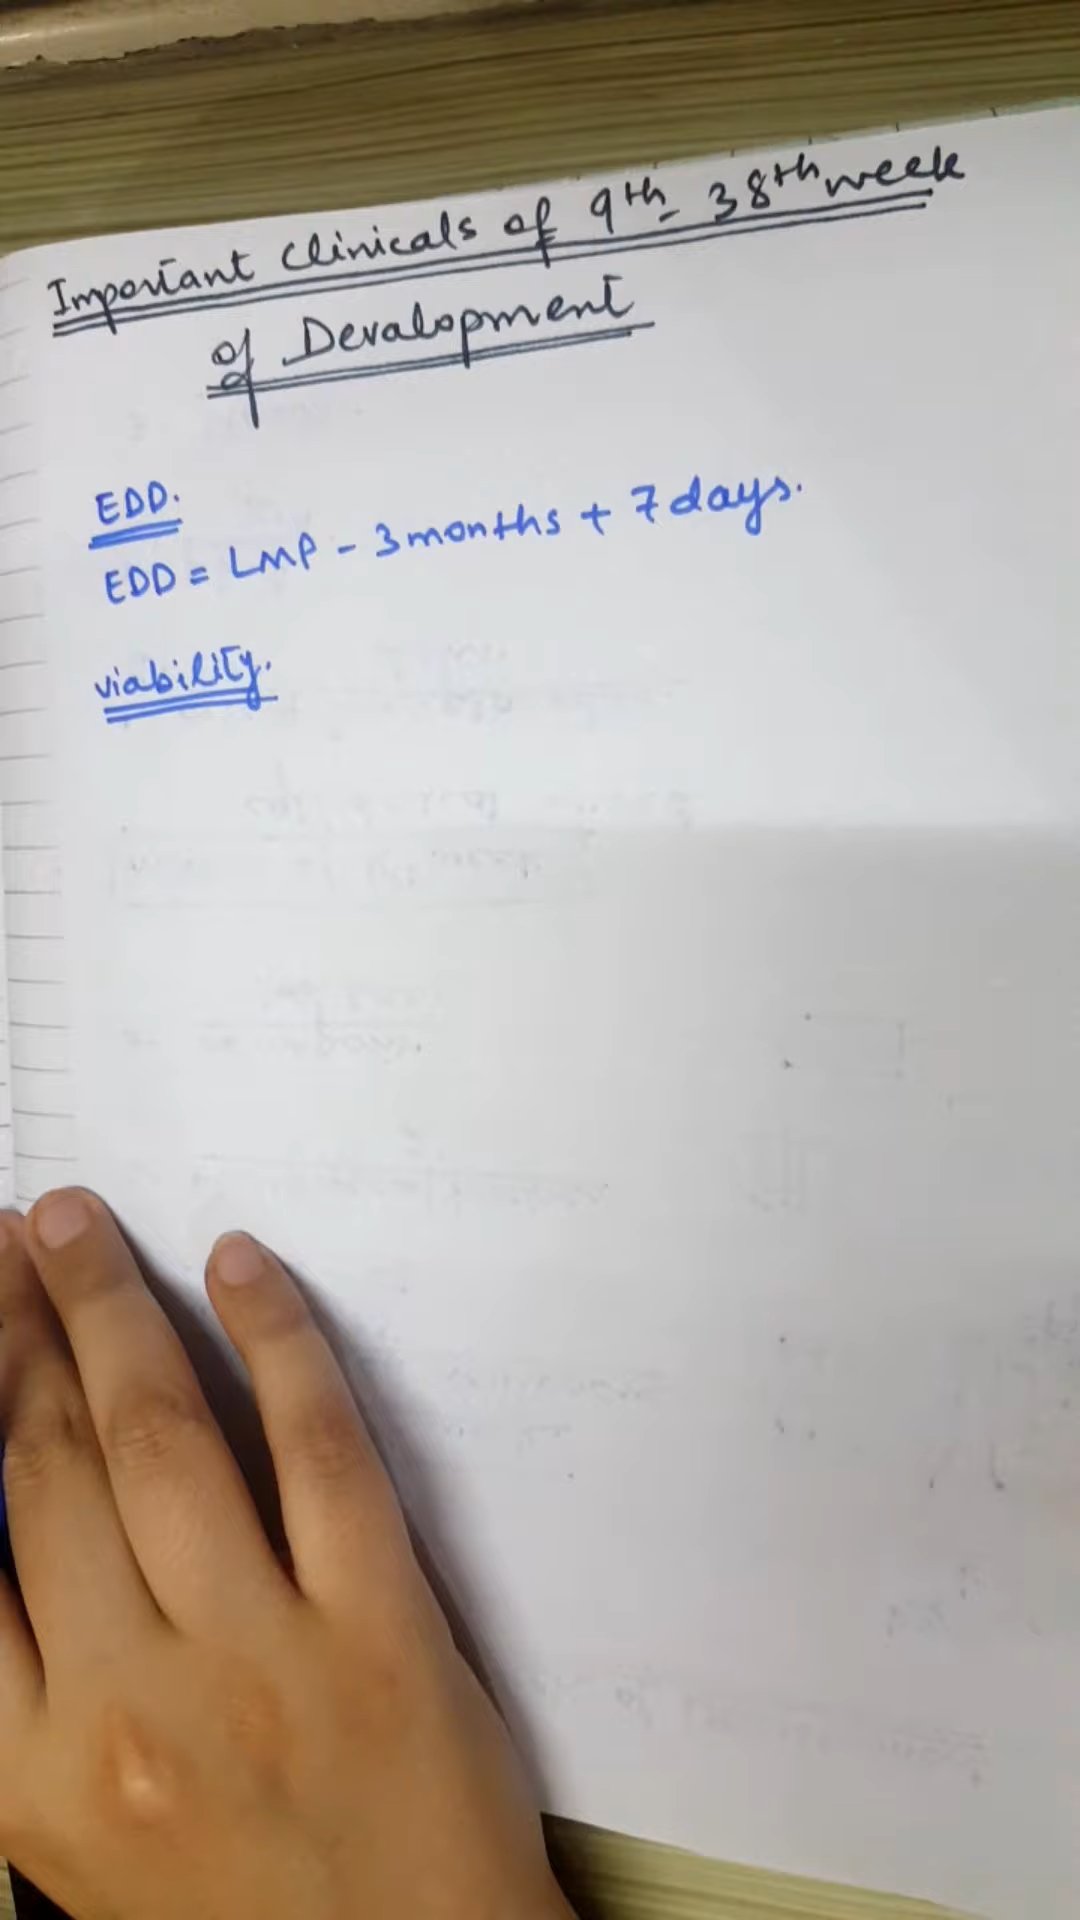 Important Clinicals of 9th - 38th week
of Devalopment
EDD.
EDD = LMP - 3 months + 7 days.
viability.